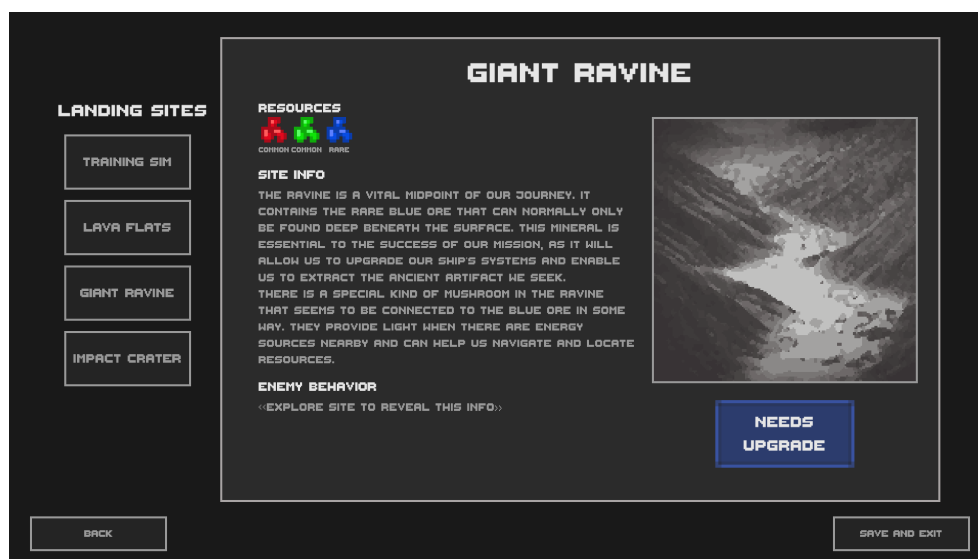 GIANT RAVINE
LANDING SITES
TRAINING SIM
LAVA FLATS
GIANT RAVINE
IMPACT CRATER
RESOURCES
COMMON COMMON RARE
SITE INFO
THE RAVINE IS A VITAL MIDPOINT OF OUR JOURNEY. IT
CONTAINS THE RARE BLUE ORE THAT CAN NORMALLY ONLY
BE FOUND DEEP BENEATH THE SURFACE. THIS MINERAL IS
ESSENTIAL TO THE SUCCESS OF OUR MISSION, AS IT WILL
ALLOW US TO UPGRADE OUR SHIP'S SYSTEMS AND ENABLE
US TO EXTRACT THE ANCIENT ARTIFACT WE SEEK.
THERE IS A SPECIAL KIND OF MUSHROOM IN THE RAVINE
THAT SEEMS TO BE CONNECTED TO THE BLUE ORE IN SOME
WAY. THEY PROVIDE LIGHT WHEN THERE ARE ENERGY
SOURCES NEARBY AND CAN HELP US NAVIGATE AND LOCATE
RESOURCES.
ENEMY BEHAVIOR
<<EXPLORE SITE TO REVEAL THIS INFO>>
NEEDS
UPGRADE
BACK
SAVE AND EXIT